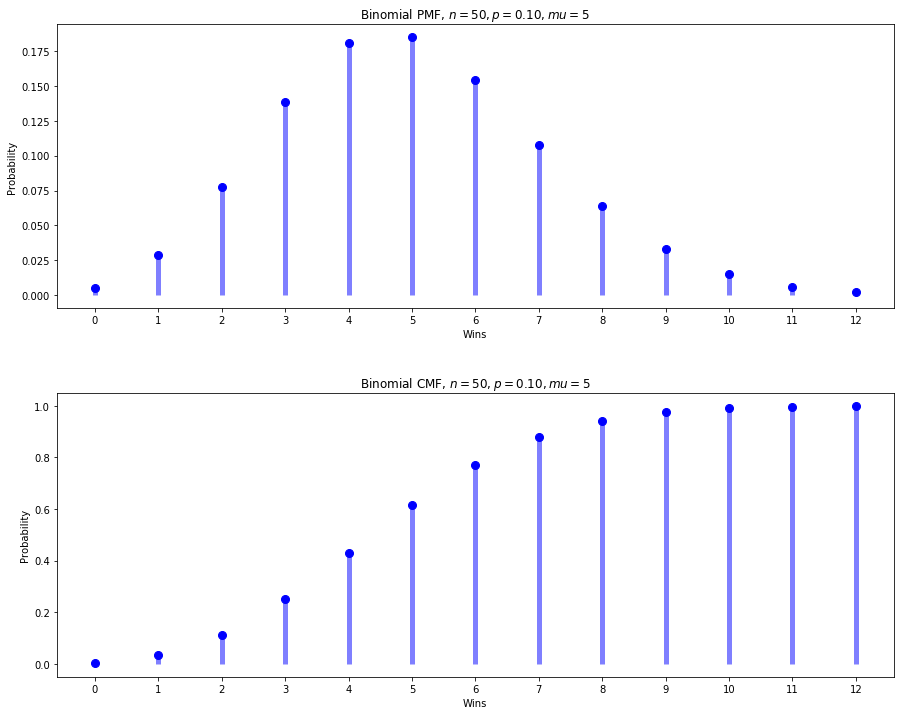 Binomial PMF, n = 50, p = 0.10, mu = 5
0.175
0.150
0.125
0.100
0.075
0.050
0.025
0.000
Probability
0 1 2 3 4 5 6 7 8 9 10 11 12
Wins
Binomial CMF, n = 50, p = 0.10, mu = 5
1.0
0.8
0.6
0.4
0.2
0.0
Probability
0 1 2 3 4 5 6 7 8 9 10 11 12
Wins